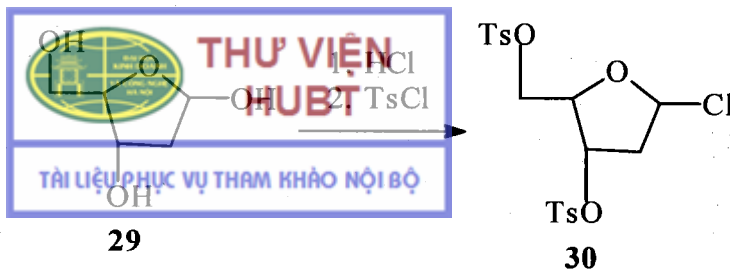 OH
O
OH
OH
29
1. HCl
2. TsCl
THƯ VIỆN
HUBT
TÀI LIỆU PHỤC VỤ THAM KHẢO NỘI BỘ
TsO
O
Cl
TsO
30